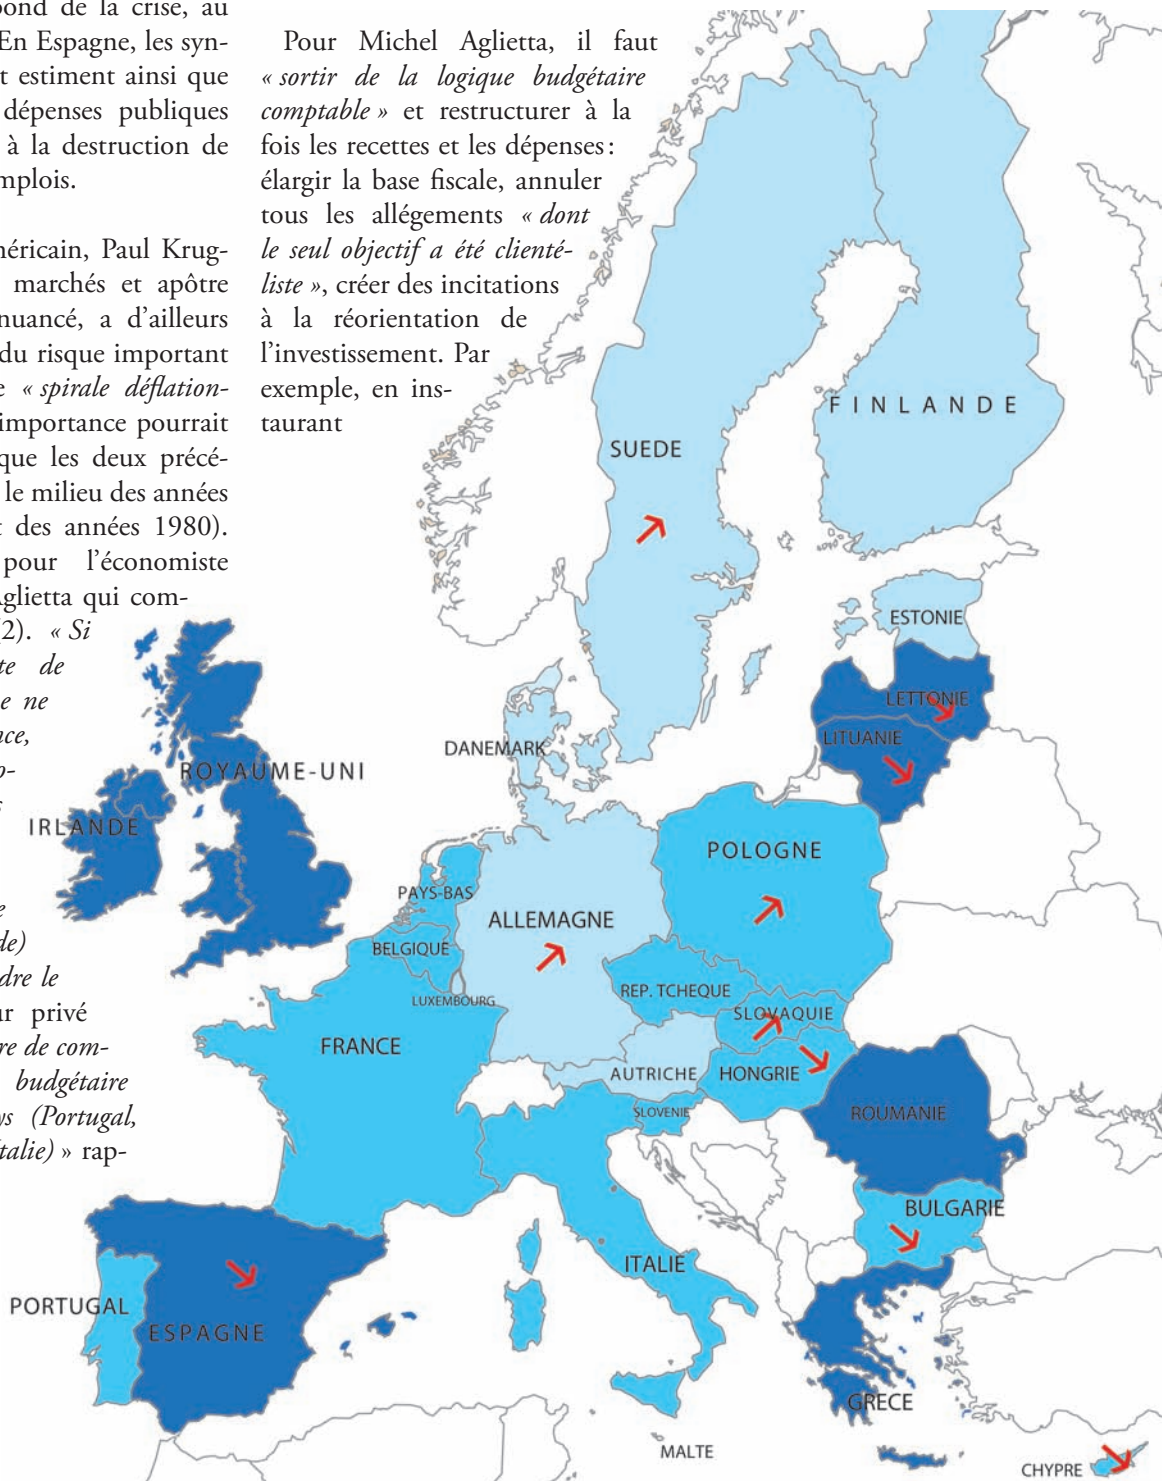 ond de la crise, au
En Espagne, les syn-
t estiment ainsi que
dépenses publiques
à la destruction de
mplois.
éricain, Paul Krug-
marchés et apôtre
nuancé, a d'ailleurs
du risque important
e « spirale déflation-
importance pourrait
que les deux précé-
le milieu des années
t des années 1980).
pour l'économiste
Aglietta qui com-
2). « Si
te de
e ne
nce,
o-
e
de)
dre le
ur privé
re de com-
budgétaire
ys (Portugal,
Italie) » rap-
Pour Michel Aglietta, il faut
« sortir de la logique budgétaire
comptable » et restructurer à la
fois les recettes et les dépenses :
élargir la base fiscale, annuler
tous les allégements « dont
le seul objectif a été clienté-
liste », créer des incitations
à la réorientation de
l'investissement. Par
exemple, en ins-
taurant
FINLANDE
SUEDE
ESTONIE
LETTONIE
LITUANIE
DANEMARK
ROYAUME-UNI
IRLANDE
POLOGNE
PAYS-BAS
ALLEMAGNE
BELGIQUE
REP. TCHEQUE
LUXEMBOURG
SLOVAQUIE
FRANCE
AUTRICHE
HONGRIE
SLOVENIE
ROUMANIE
BULGARIE
ITALIE
PORTUGAL
ESPAGNE
GRECE
MALTE
CHYPRE